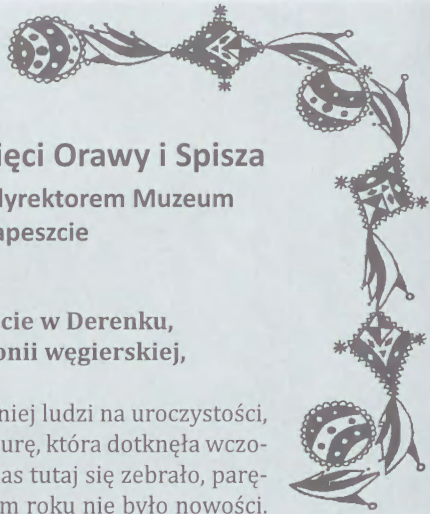 ięci Orawy i Spisza
dyrektorem Muzeum
apeszcie
cie w Derenku,
onii węgierskiej,
niej ludzi na uroczystości,
urę, która dotknęła wczo-
as tutaj się zebrało, parę-
m roku nie było nowości.